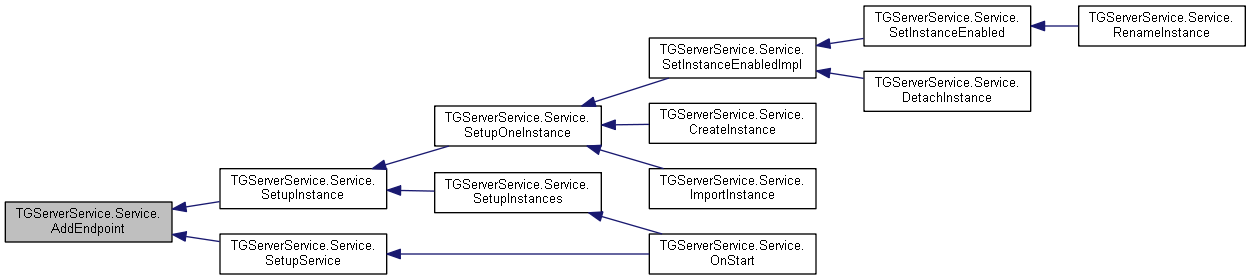 TGServerService.Service.
AddEndpoint
TGServerService.Service.
SetupInstance
TGServerService.Service.
SetupService
TGServerService.Service.
SetupOneInstance
TGServerService.Service.
SetupInstances
TGServerService.Service.
SetInstanceEnabledImpl
TGServerService.Service.
CreateInstance
TGServerService.Service.
ImportInstance
TGServerService.Service.
OnStart
TGServerService.Service.
SetInstanceEnabled
TGServerService.Service.
DetachInstance
TGServerService.Service.
RenameInstance